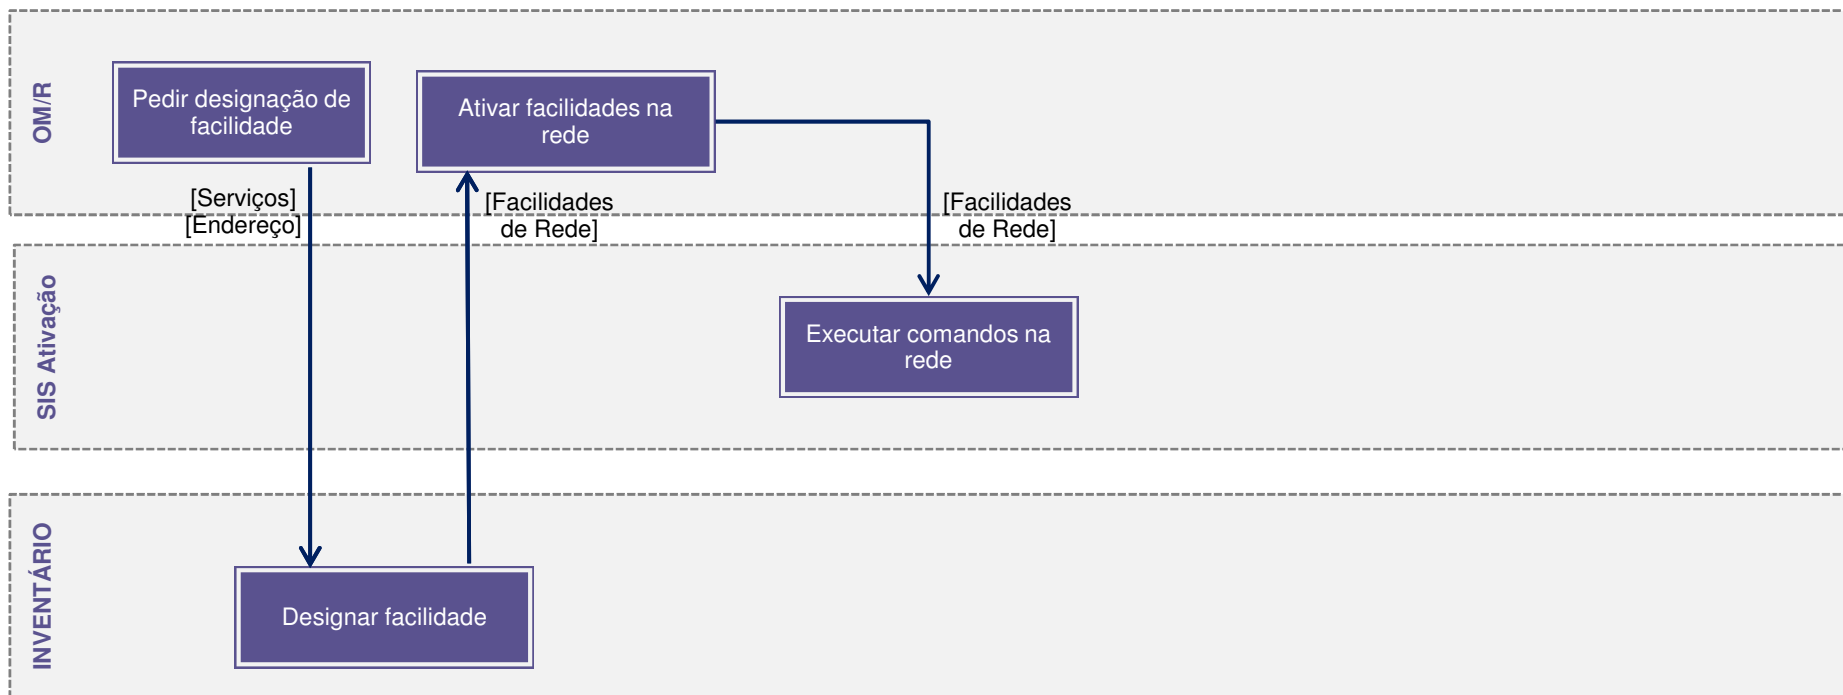 OM/R
Pedir designação de
facilidade
Ativar facilidades na
rede
[Serviços]
[Endereço]
[Facilidades
de Rede]
[Facilidades
de Rede]
SIS Ativação
Executar comandos na
rede
INVENTÁRIO
Designar facilidade